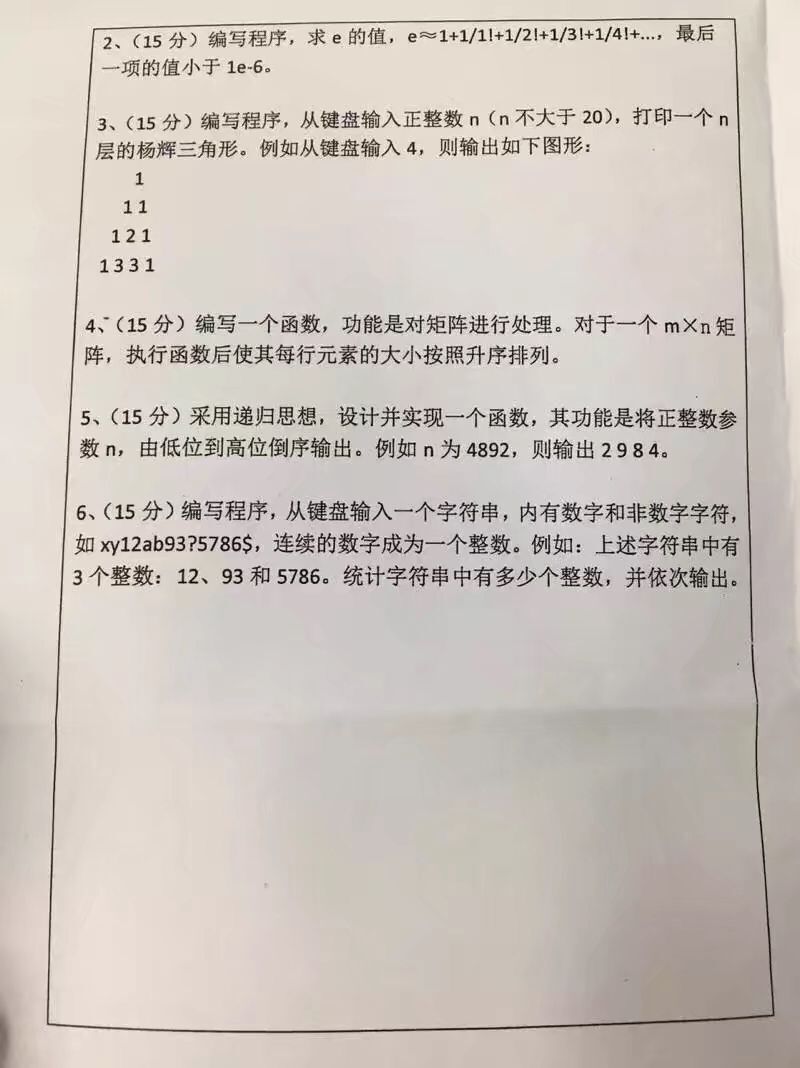 2、（15 分）编写程序，求 e 的值，e≈1+1/1!+1/2!+1/3!+1/4!+...，最后
一项的值小于 1e-6。
3、（15 分）编写程序，从键盘输入正整数 n（n 不大于 20），打印一个 n
层的杨辉三角形。例如从键盘输入 4，则输出如下图形：
1
1 1
1 2 1
1 3 3 1
4、（15 分）编写一个函数，功能是对矩阵进行处理。对于一个 m×n 矩
阵，执行函数后使其每行元素的大小按照升序排列。
5、（15 分）采用递归思想，设计并实现一个函数，其功能是将正整数参
数 n，由低位到高位倒序输出。例如 n 为 4892，则输出 2 9 8 4。
6、（15 分）编写程序，从键盘输入一个字符串，内有数字和非数字字符，
如 xy12ab93?5786$，连续的数字成为一个整数。例如：上述字符串中有
3 个整数：12、93 和 5786。统计字符串中有多少个整数，并依次输出。